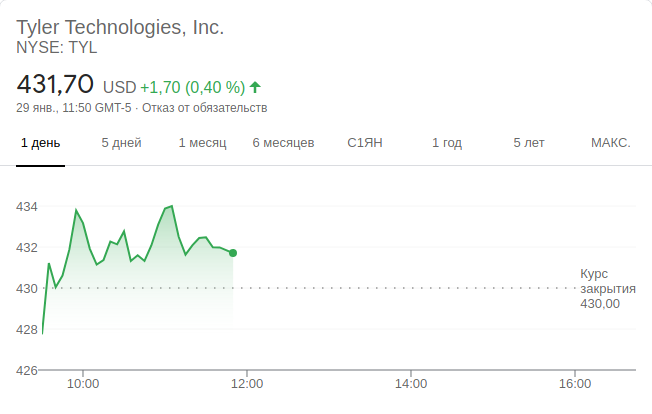 Tyler Technologies, Inc.
NYSE: TYL
431,70 USD +1,70 (0,40 %)
29 янв., 11:50 GMT-5 · Отказ от обязательств
1 день 5 дней 1 месяц 6 месяцев С1ЯН 1 год 5 лет МАКС.
434
432
430
428
426
Курс
закрытия
430,00
10:00 12:00 14:00 16:00